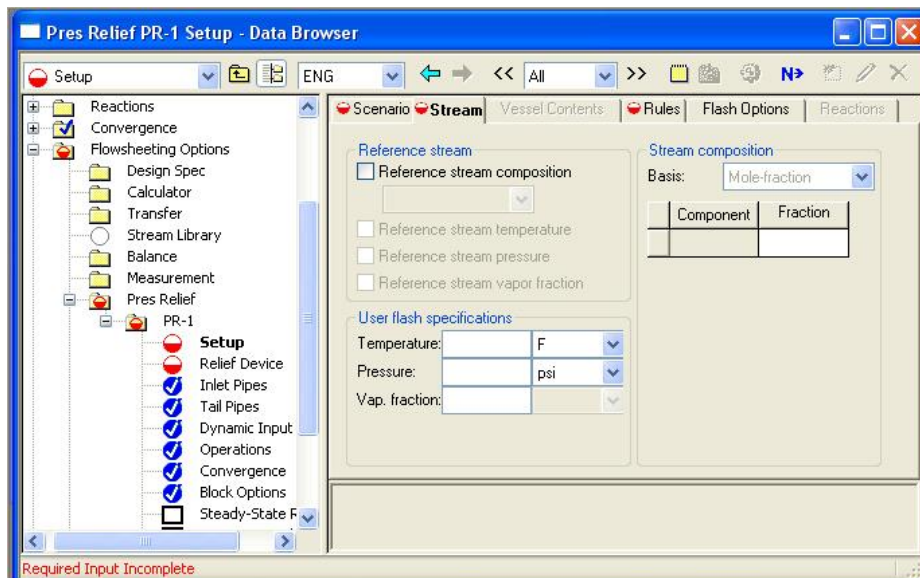 Pres Relief PR-1 Setup - Data Browser
Setup ENG << All >> N
Reactions
Convergence
Flowsheeting Options
Design Spec
Calculator
Transfer
Stream Library
Balance
Measurement
Pres Relief
PR-1
Setup
Relief Device
Inlet Pipes
Tail Pipes
Dynamic Input
Operations
Convergence
Block Options
Steady-State
Scenario Stream Vessel Contents Rules Flash Options Reactions
Reference stream
Reference stream composition
Reference stream temperature
Reference stream pressure
Reference stream vapor fraction
User flash specifications
Temperature: F
Pressure: psi
Vap. fraction:
Stream composition
Basis: Mole-fraction
Component Fraction
Required Input Incomplete